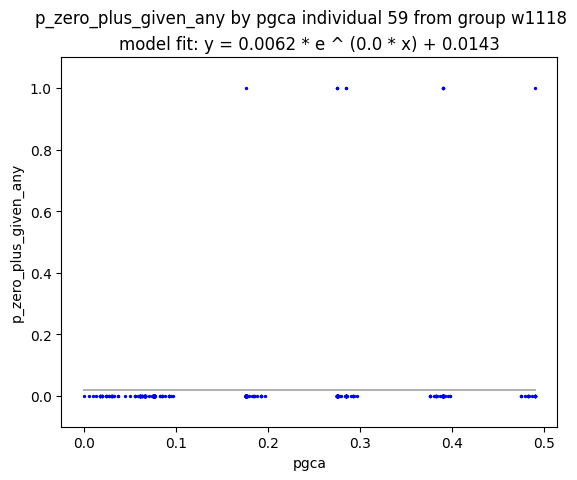 p_zero_plus_given_any by pgca individual 59 from group w1118
model fit: y = 0.0062 * e ^ (0.0 * x) + 0.0143
1.0
0.8
0.6
0.4
0.2
0.0
p_zero_plus_given_any
0.0 0.1 0.2 0.3 0.4 0.5
pgca